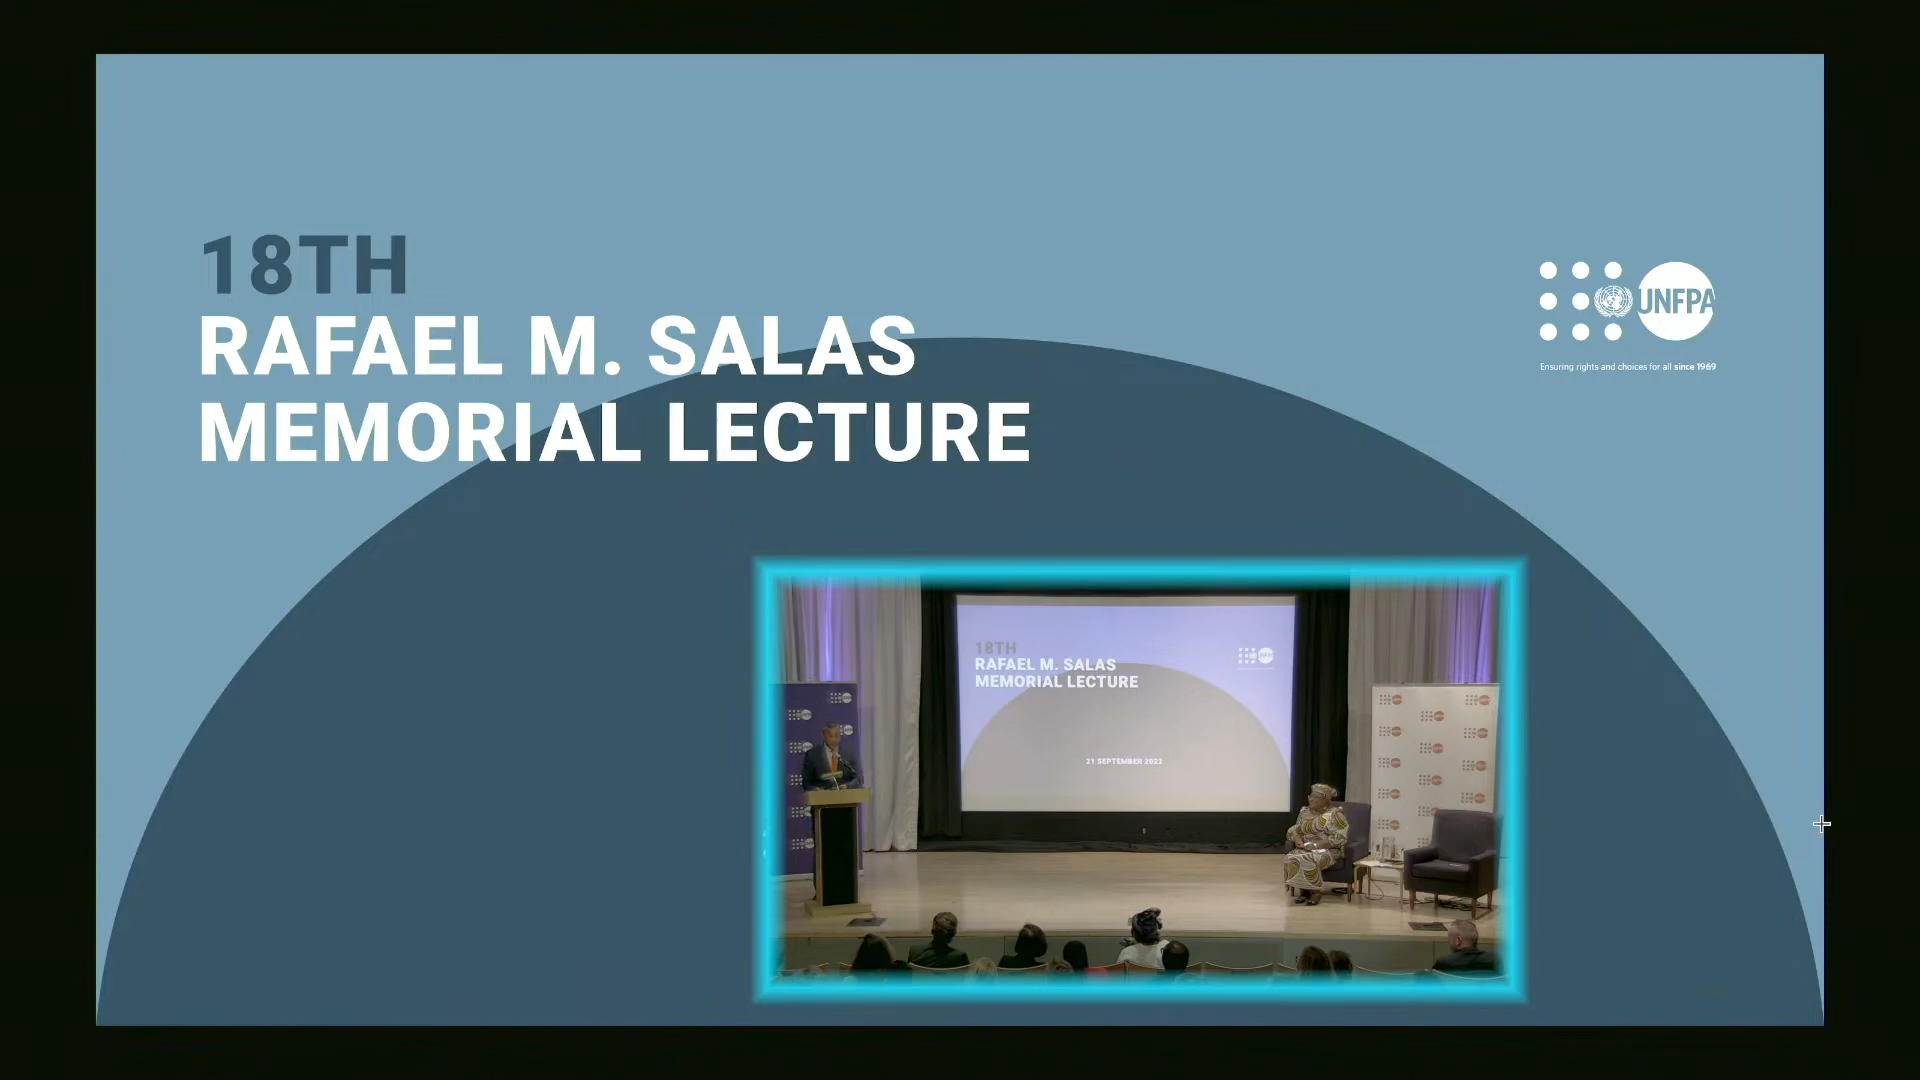 18TH
RAFAEL M. SALAS
MEMORIAL LECTURE
UNFPA
Ensuring rights and choices for all since 1969
18TH
RAFAEL M. SALAS
MEMORIAL LECTURE
21 SEPTEMBER 2022